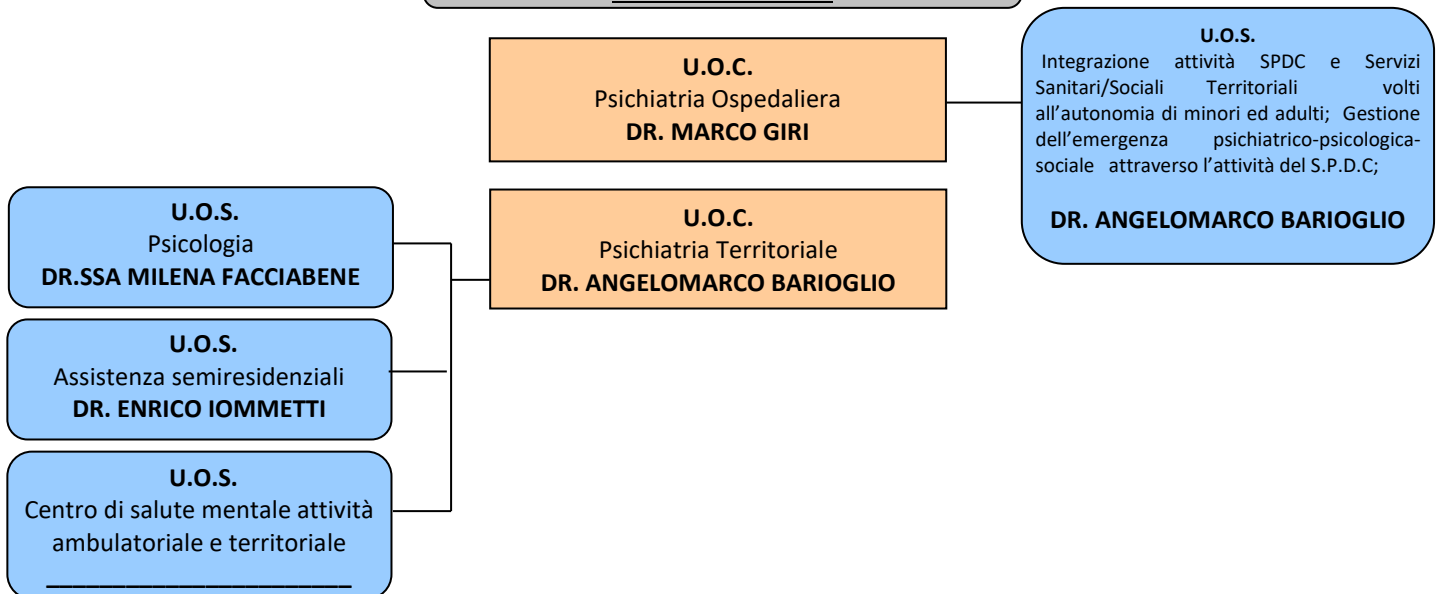 U.O.C.
Psichiatria Ospedaliera
DR. MARCO GIRI
U.O.S.
Integrazione attività SPDC e Servizi
Sanitari/Sociali Territoriali volti
all’autonomia di minori ed adulti; Gestione
dell’emergenza psichiatrico-psicologica-
sociale attraverso l’attività del S.P.D.C;
DR. ANGELOMARCO BARIOGLIO
U.O.C.
Psichiatria Territoriale
DR. ANGELOMARCO BARIOGLIO
U.O.S.
Psicologia
DR.SSA MILENA FACCIABENE
U.O.S.
Assistenza semiresidenziali
DR. ENRICO IOMMETTI
U.O.S.
Centro di salute mentale attività
ambulatoriale e territoriale